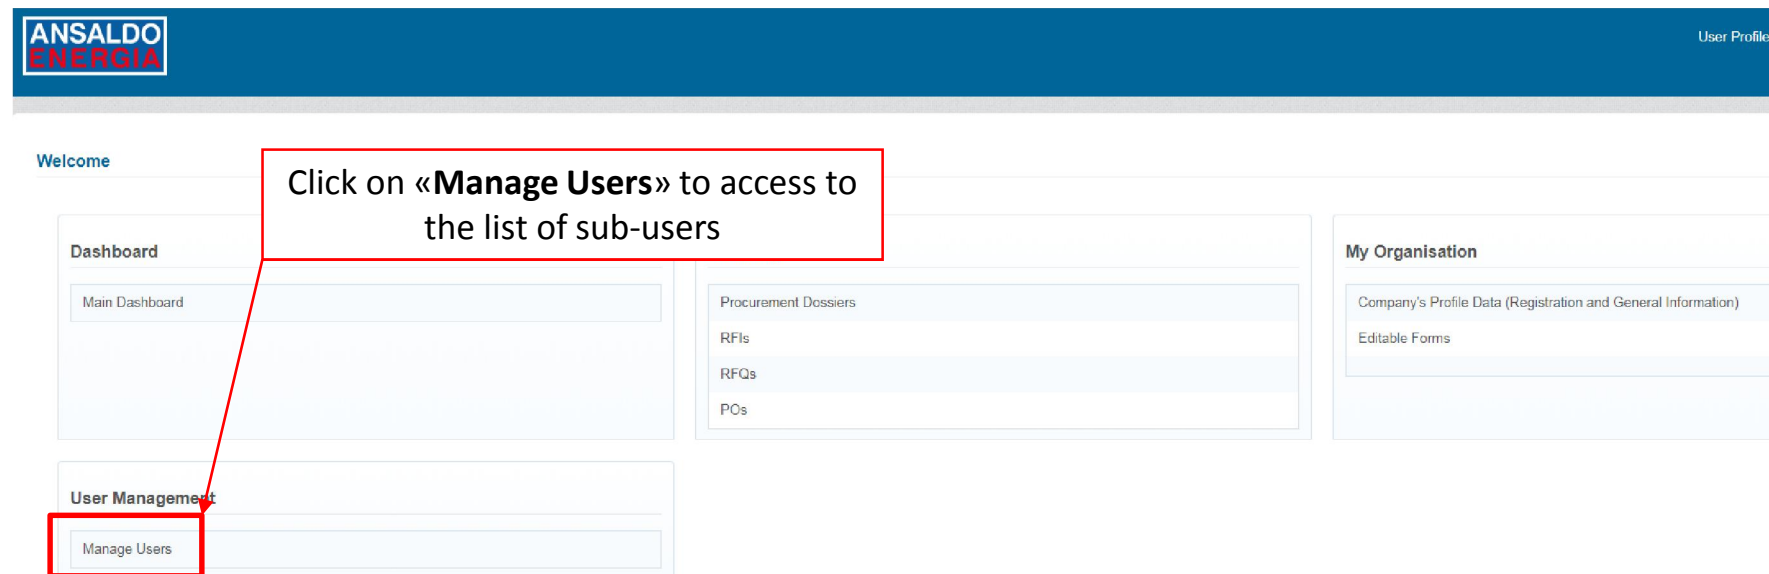 ANSALDO
ENERGIA
User Profile
Welcome
Click on «Manage Users» to access to
the list of sub-users
Dashboard
Main Dashboard
Procurement Dossiers
RFIs
RFQs
POs
My Organisation
Company's Profile Data (Registration and General Information)
Editable Forms
User Management
Manage Users